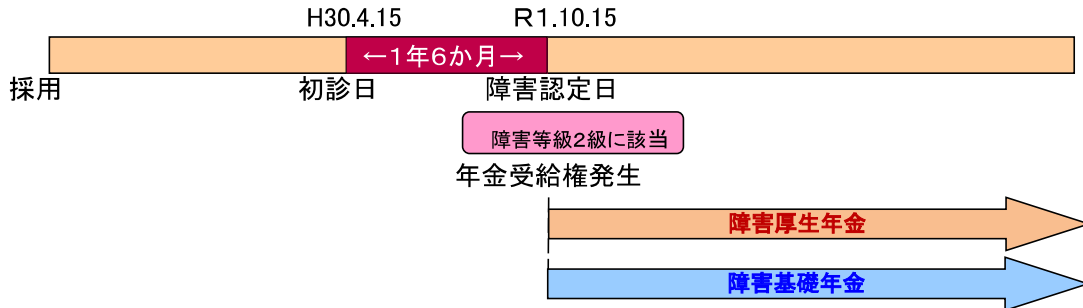 H30.4.15
R1.10.15
←1年6か月→
採用
初診日
障害認定日
障害等級2級に該当
年金受給権発生
障害厚生年金
障害基礎年金